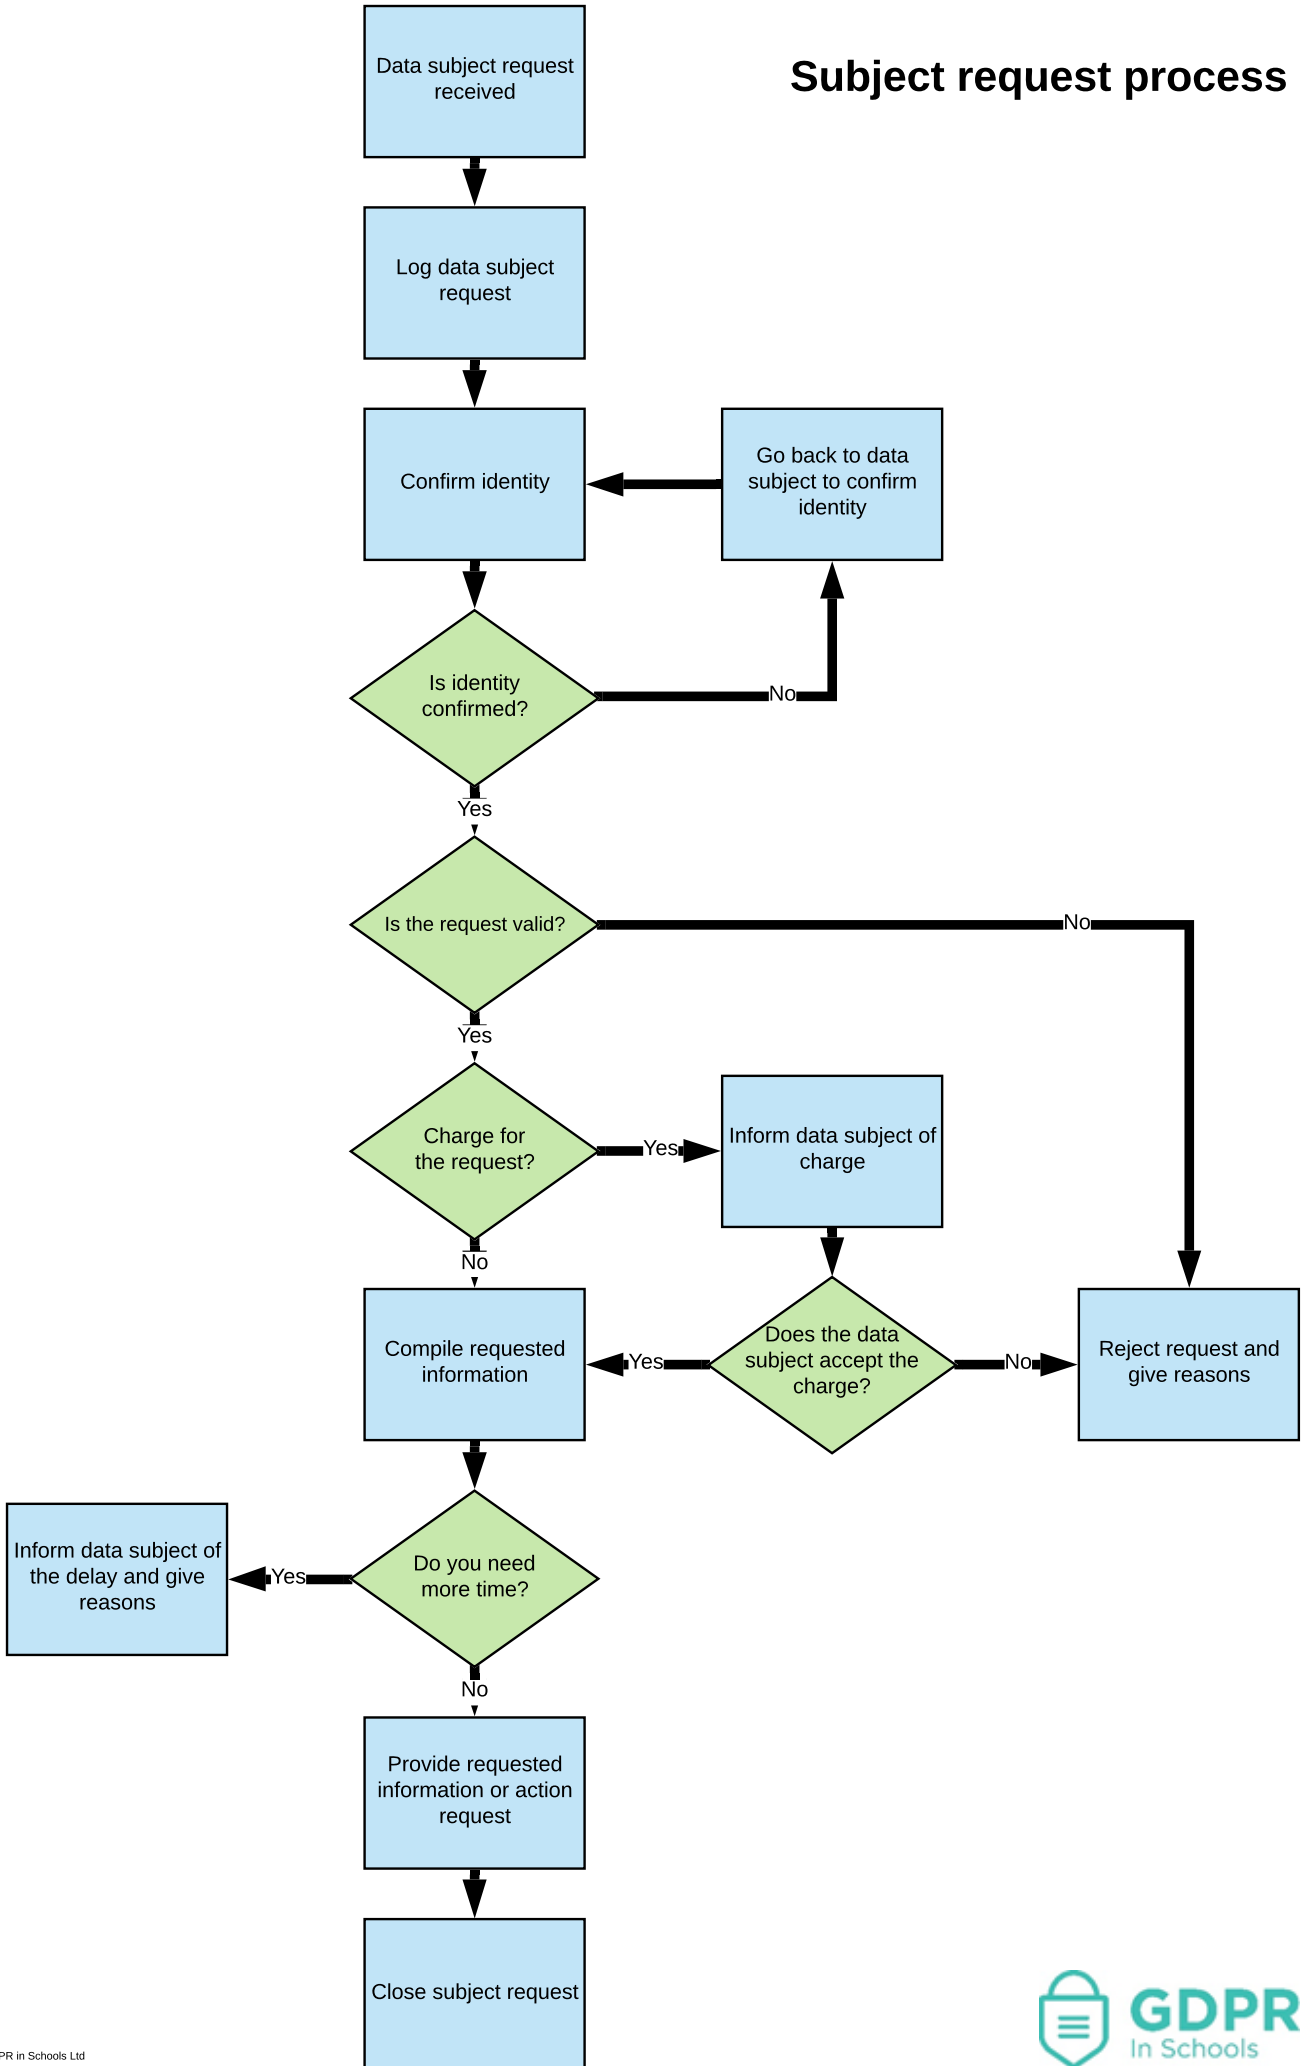 Subject request process
Data subject request
received
Log data subject
request
Confirm identity
Go back to data
subject to confirm
identity
Is identity
confirmed?
No
Yes
Is the request valid?
No
Yes
Charge for
the request?
Yes
Inform data subject of
charge
No
Compile requested
information
Yes
Does the data
subject accept the
charge?
No
Reject request and
give reasons
Inform data subject of
the delay and give
reasons
Yes
Do you need
more time?
No
Provide requested
information or action
request
Close subject request
GDPR
In Schools
PR in Schools Ltd